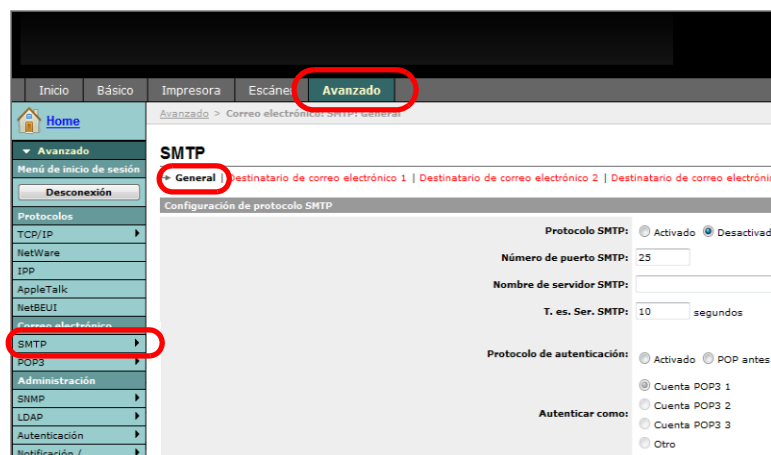 Inicio Básico Impresora Escáner Avanzado
Home
Avanzado > Correo electrónico: SMTP: General
Avanzado
Menú de inicio de sesión
Desconexión
Protocolos
TCP/IP
NetWare
IPP
AppleTalk
NetBEUI
Correo electrónico
SMTP
POP3
Administración
SNMP
LDAP
Autenticación
Notificación /
SMTP
General | Destinatario de correo electrónico 1 | Destinatario de correo electrónico 2 | Destinatario de correo electróni
Configuración de protocolo SMTP
Protocolo SMTP: Activado Desactivad
Número de puerto SMTP: 25
Nombre de servidor SMTP:
T. es. Ser. SMTP: 10 segundos
Protocolo de autenticación: Activado POP antes
Autenticar como: Cuenta POP3 1
Cuenta POP3 2
Cuenta POP3 3
Otro